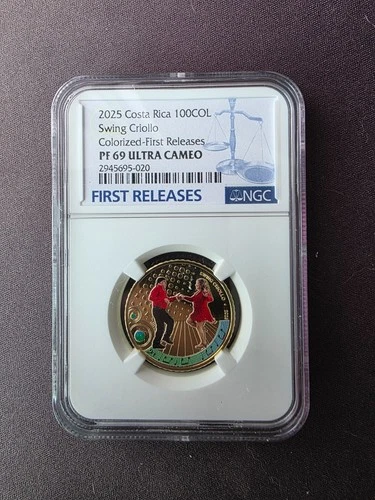 2025 Costa Rica 100COL
Swing Criollo
Colorized-First Releases
PF 69 ULTRA CAMEO
2945695-020
FIRST RELEASES
NGC